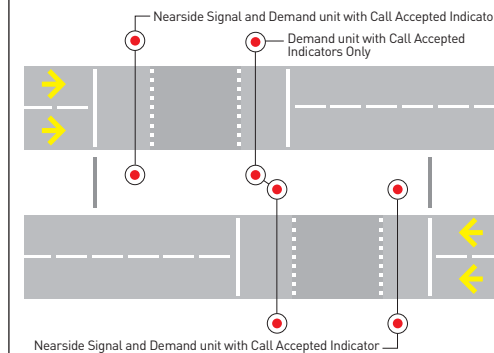 Nearside Signal and Demand unit with Call Accepted Indicato
Demand unit with Call Accepted
Indicators Only
Nearside Signal and Demand unit with Call Accepted Indicator